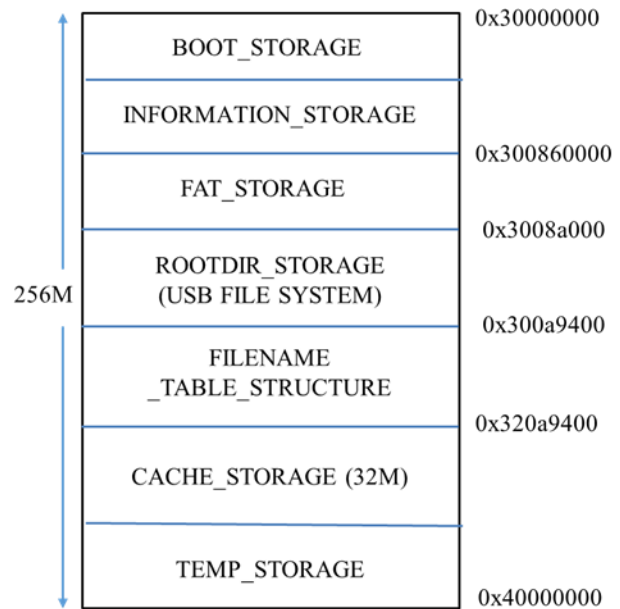 0x30000000
BOOT_STORAGE
INFORMATION_STORAGE
0x300860000
FAT_STORAGE
0x3008a000
ROOTDIR_STORAGE
(USB FILE SYSTEM)
256M
0x300a9400
FILENAME
_TABLE_STRUCTURE
0x320a9400
CACHE_STORAGE (32M)
TEMP_STORAGE
0x40000000